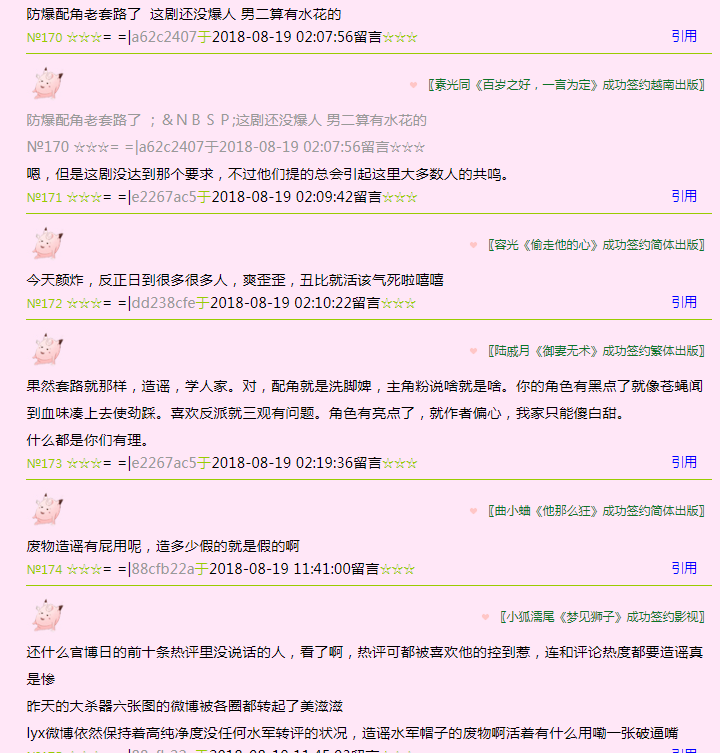 防爆配角老套路了  这剧还没爆人 男二算有水花的
№170 ☆☆☆= =|a62c2407于2018-08-19 02:07:56留言☆☆☆ 引用
♥ 〖素光同《百岁之好，一言为定》成功签约越南出版〗
防爆配角老套路了 ；＆ＮＢＳＰ;这剧还没爆人 男二算有水花的
№170 ☆☆☆= =|a62c2407于2018-08-19 02:07:56留言☆☆☆
嗯，但是这剧没达到那个要求，不过他们提的总会引起这里大多数人的共鸣。
№171 ☆☆☆= =|e2267ac5于2018-08-19 02:09:42留言☆☆☆ 引用
♥ 〖容光《偷走他的心》成功签约简体出版〗
今天颜炸，反正日到很多很多人，爽歪歪，丑比就活该气死啦嘻嘻
№172 ☆☆☆= =|dd238cfe于2018-08-19 02:10:22留言☆☆☆ 引用
♥ 〖陆戚月《御妻无术》成功签约繁体出版〗
果然套路就那样，造谣，学人家。对，配角就是洗脚婢，主角粉说啥就是啥。你的角色有黑点了就像苍蝇闻
到血味凑上去使劲踩。喜欢反派就三观有问题。角色有亮点了，就作者偏心，我家只能傻白甜。
什么都是你们有理。
№173 ☆☆☆= =|e2267ac5于2018-08-19 02:19:36留言☆☆☆ 引用
♥ 〖曲小蛐《他那么狂》成功签约简体出版〗
废物造谣有屁用呢，造多少假的就是假的啊
№174 ☆☆☆= =|88cfb22a于2018-08-19 11:41:00留言☆☆☆ 引用
♥ 〖小狐濡尾《梦见狮子》成功签约影视〗
还什么官博日的前十条热评里没说话的人，看了啊，热评可都被喜欢他的控到惹，连和评论热度都要造谣真
是惨
昨天的大杀器六张图的微博被各圈都转起了美滋滋
lyx微博依然保持着高纯净度没任何水军转评的状况，造谣水军帽子的废物啊活着有什么用嘞一张破逼嘴